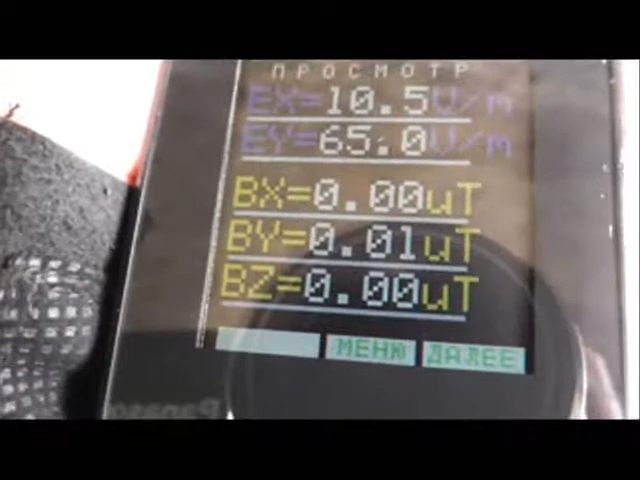 ПРОСМОТР
EX=10.5V/m
EY=65.0V/m
BX=0.00uT
BY=0.01uT
BZ=0.00uT
МЕНЮ ДАЛЕЕ